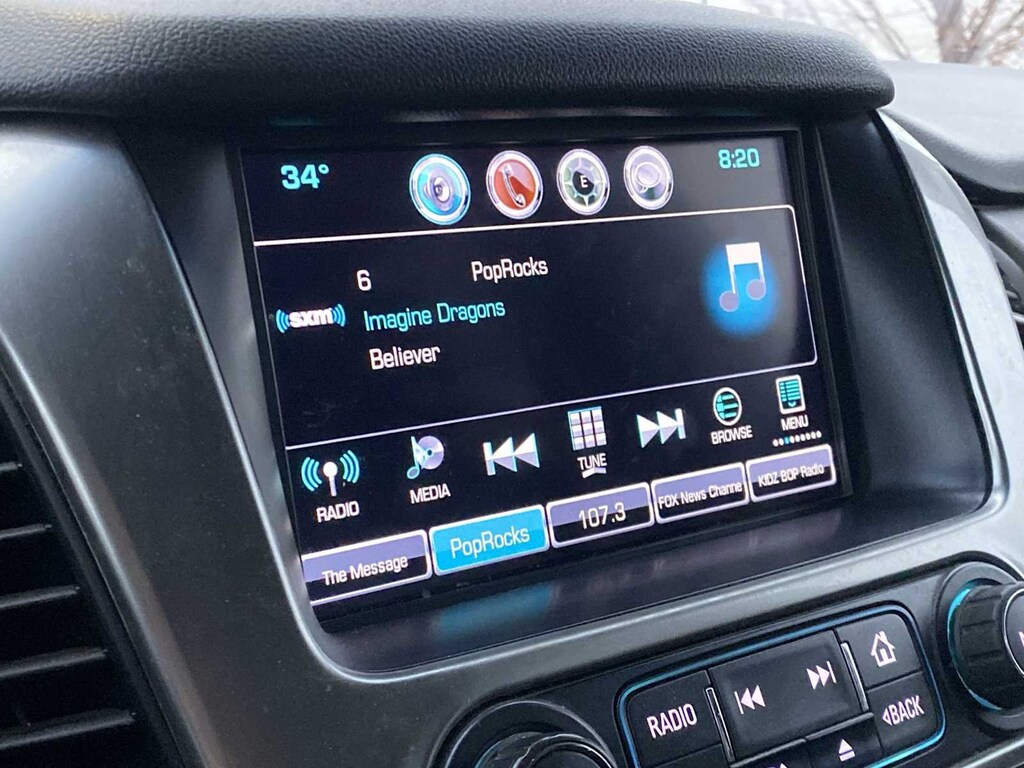 34°
E
8:20
6 PopRocks
((sxm))
Imagine Dragons
Believer
RADIO
MEDIA
TUNE
BROWSE
MENU
The Message
PopRocks
107.3
FOX News Channe
KIDZ BOP Radio
RADIO
BACK